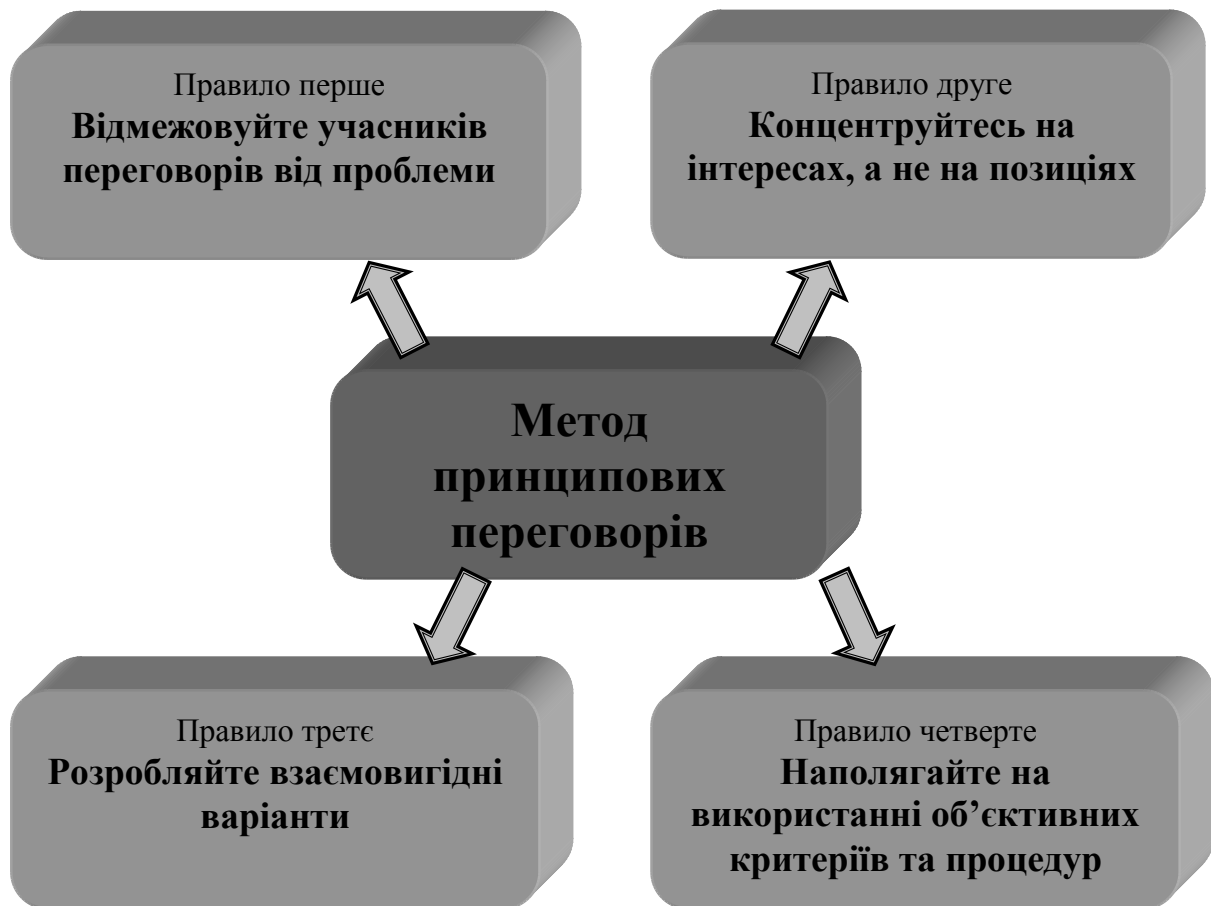 Правило перше
Відмежовуйте учасників
переговорів від проблеми
Правило друге
Концентруйтесь на
інтересах, а не на позиціях
Метод
принципових
переговорів
Правило третє
Розробляйте взаємовигідні
варіанти
Правило четверте
Наполягайте на
використанні об’єктивних
критеріїв та процедур